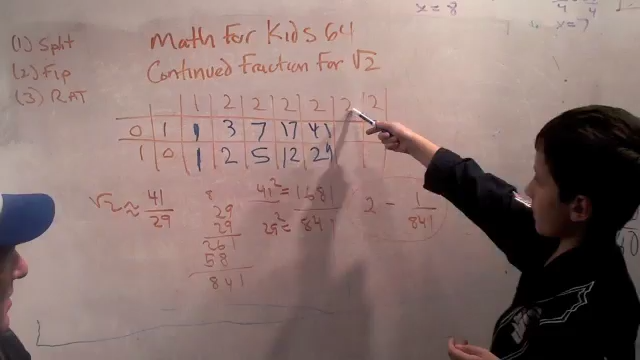 x = 8
x = 7
(1) Split
(2) Flip
(3) RAT
Math for Kids 64
Continued Fraction for √2
1 2 2 2 2 2 2
0 1 1 3 7 17 41
1 0 1 2 5 12 29
√2 ≈ 41/29
8
29
29
261
58
841
41² = 1681
29² = 841
2 - 1/841